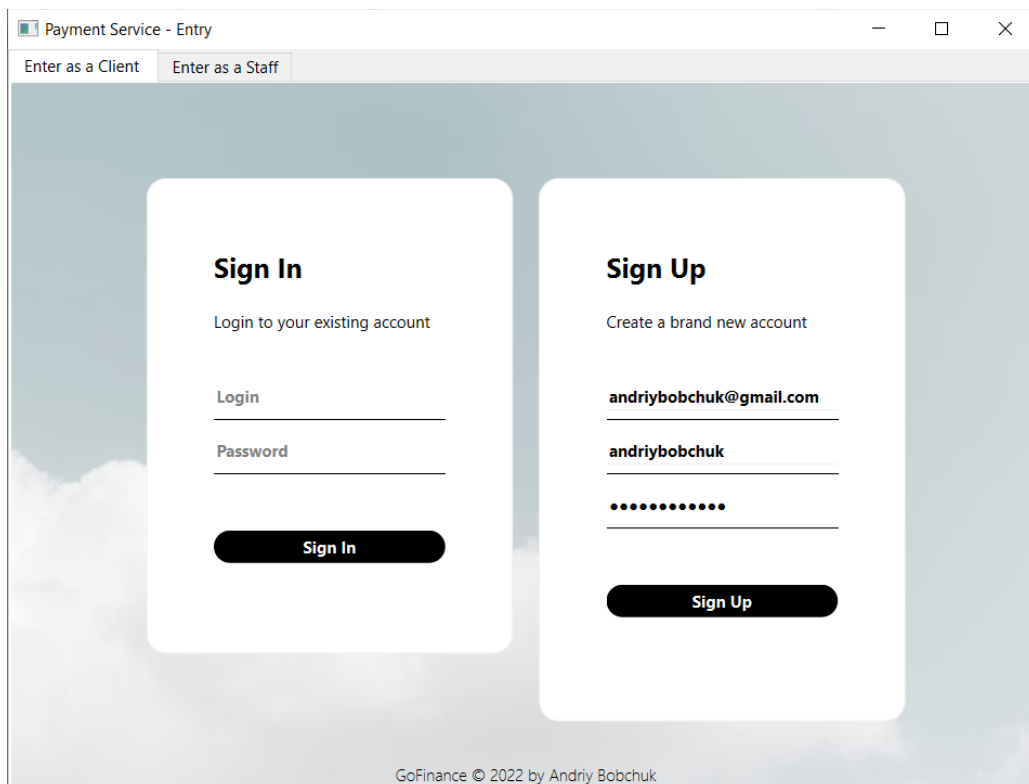 Payment Service - Entry
Enter as a Client
Enter as a Staff
Sign In
Login to your existing account
Login
Password
Sign In
Sign Up
Create a brand new account
andriybobchuk@gmail.com
andriybobchuk
●●●●●●●●●●●●
Sign Up
GoFinance © 2022 by Andriy Bobchuk